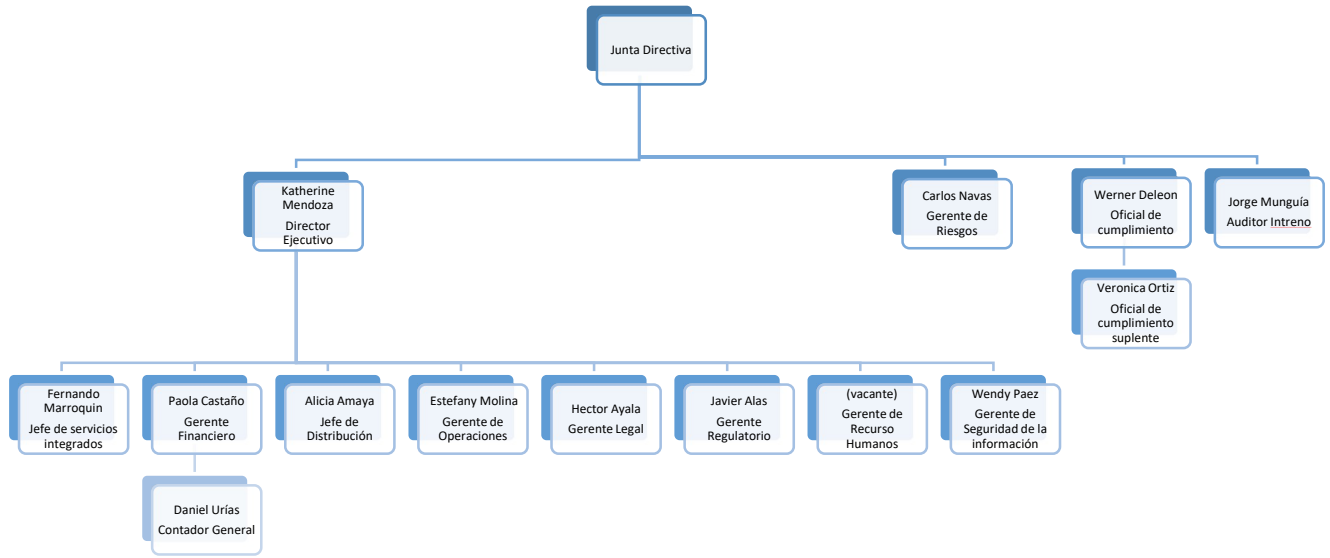 Junta Directiva
Katherine
Mendoza
Director
Ejecutivo
Carlos Navas
Gerente de
Riesgos
Werner Deleon
Oficial de
cumplimiento
Jorge Munguía
Auditor Intreno
Veronica Ortiz
Oficial de
cumplimiento
suplente
Fernando
Marroquin
Jefe de servicios
integrados
Paola Castaño
Gerente
Financiero
Alicia Amaya
Jefe de
Distribución
Estefany Molina
Gerente de
Operaciones
Hector Ayala
Gerente Legal
Javier Alas
Gerente
Regulatorio
(vacante)
Gerente de
Recurso
Humanos
Wendy Paez
Gerente de
Seguridad de la
información
Daniel Urías
Contador General